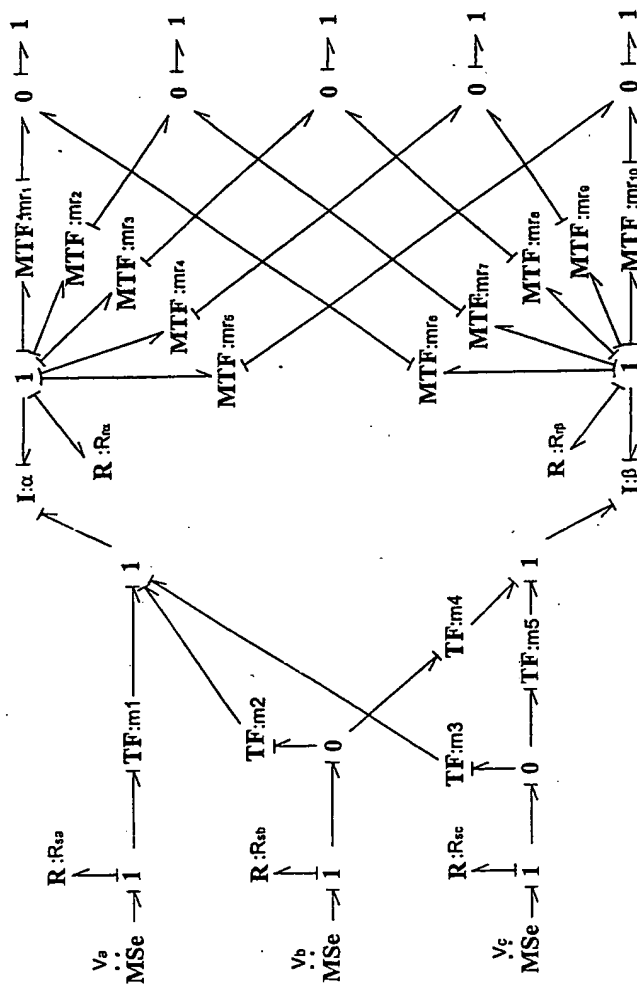 I:α 1 MTF:mr1 0 1
MTF:mr2
R:Rrα
MTF:mr3
Va
MSe 1 TF:m1 1
R:Rsa
MTF:mr4
0 1
MTF:mr5
TF:m2
R:Rsb
Vb
MSe 1 0
0 1
MTF:mr6
TF:m4
TF:m3
R:Rsc
MTF:mr7
0 1
Vc
MSe 1 0 TF:m5 1
MTF:mr8
R:Rrβ
MTF:mr9
I:β 1 MTF:mr10 0 1